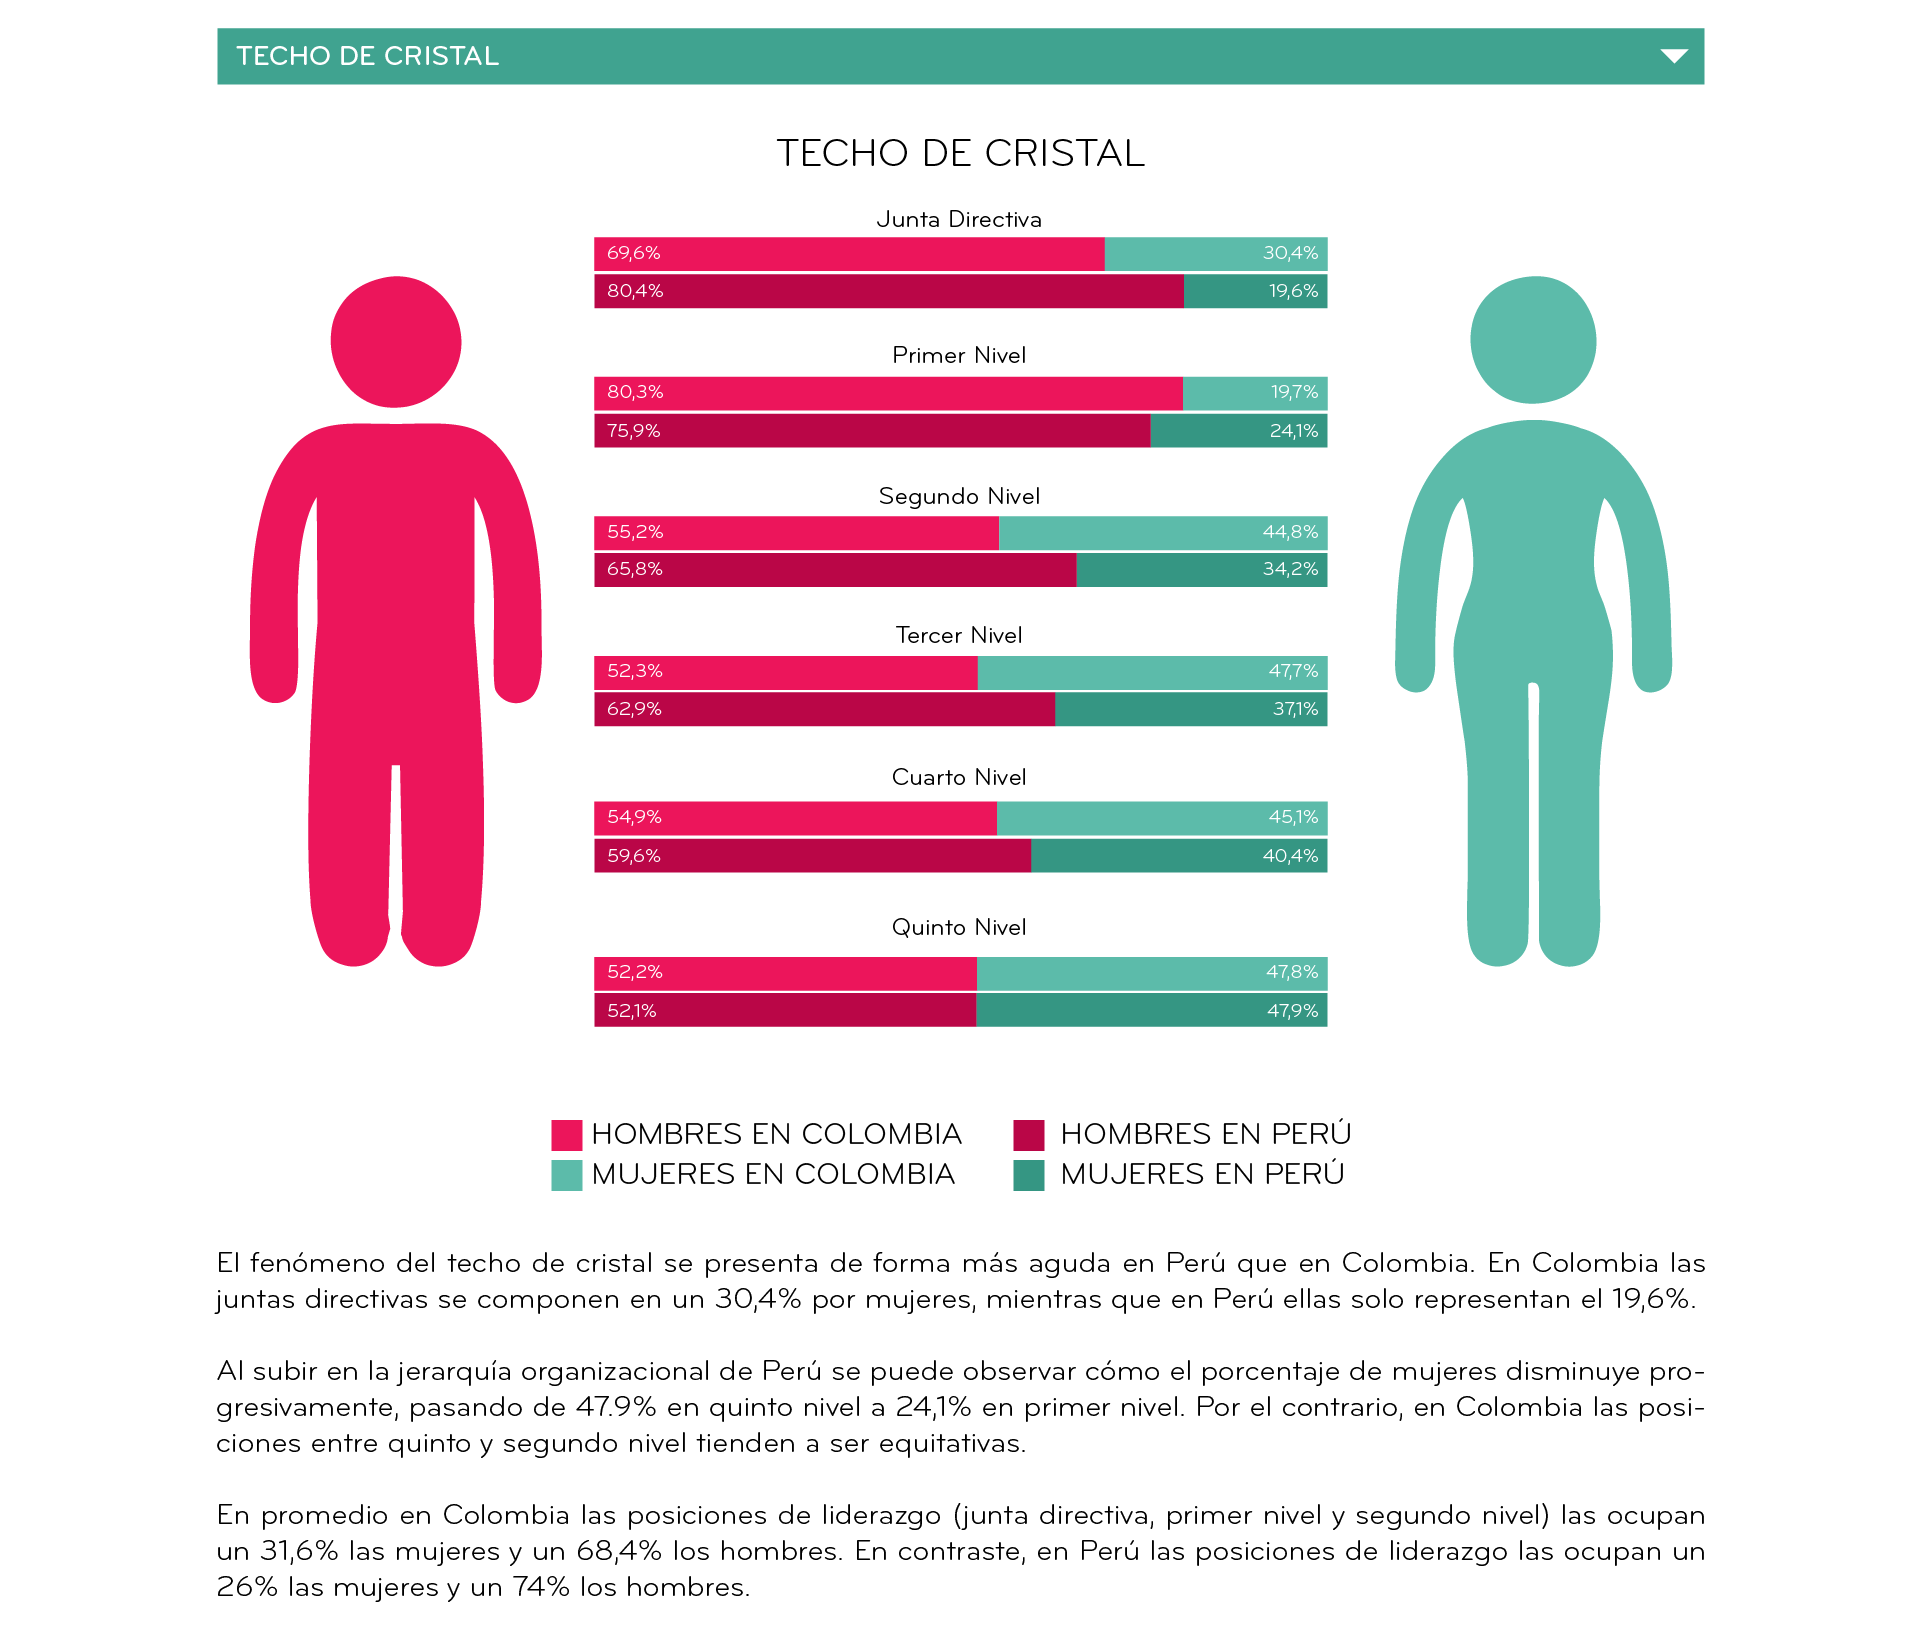 TECHO DE CRISTAL
TECHO DE CRISTAL
Junta Directiva
69,6% 30,4%
80,4% 19,6%
Primer Nivel
80,3% 19,7%
75,9% 24,1%
Segundo Nivel
55,2% 44,8%
65,8% 34,2%
Tercer Nivel
52,3% 47,7%
62,9% 37,1%
Cuarto Nivel
54,9% 45,1%
59,6% 40,4%
Quinto Nivel
52,2% 47,8%
52,1% 47,9%
HOMBRES EN COLOMBIA HOMBRES EN PERÚ
MUJERES EN COLOMBIA MUJERES EN PERÚ
El fenómeno del techo de cristal se presenta de forma más aguda en Perú que en Colombia. En Colombia las
juntas directivas se componen en un 30,4% por mujeres, mientras que en Perú ellas solo representan el 19,6%.
Al subir en la jerarquía organizacional de Perú se puede observar cómo el porcentaje de mujeres disminuye pro-
gresivamente, pasando de 47.9% en quinto nivel a 24,1% en primer nivel. Por el contrario, en Colombia las posi-
ciones entre quinto y segundo nivel tienden a ser equitativas.
En promedio en Colombia las posiciones de liderazgo (junta directiva, primer nivel y segundo nivel) las ocupan
un 31,6% las mujeres y un 68,4% los hombres. En contraste, en Perú las posiciones de liderazgo las ocupan un
26% las mujeres y un 74% los hombres.